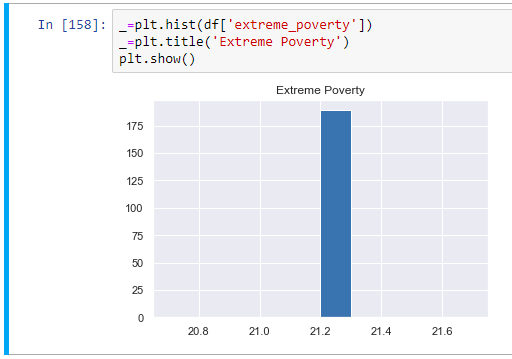 In [158]: _=plt.hist(df['extreme_poverty'])
_=plt.title('Extreme Poverty')
plt.show()
Extreme Poverty
175
150
125
100
75
50
25
0
20.8 21.0 21.2 21.4 21.6